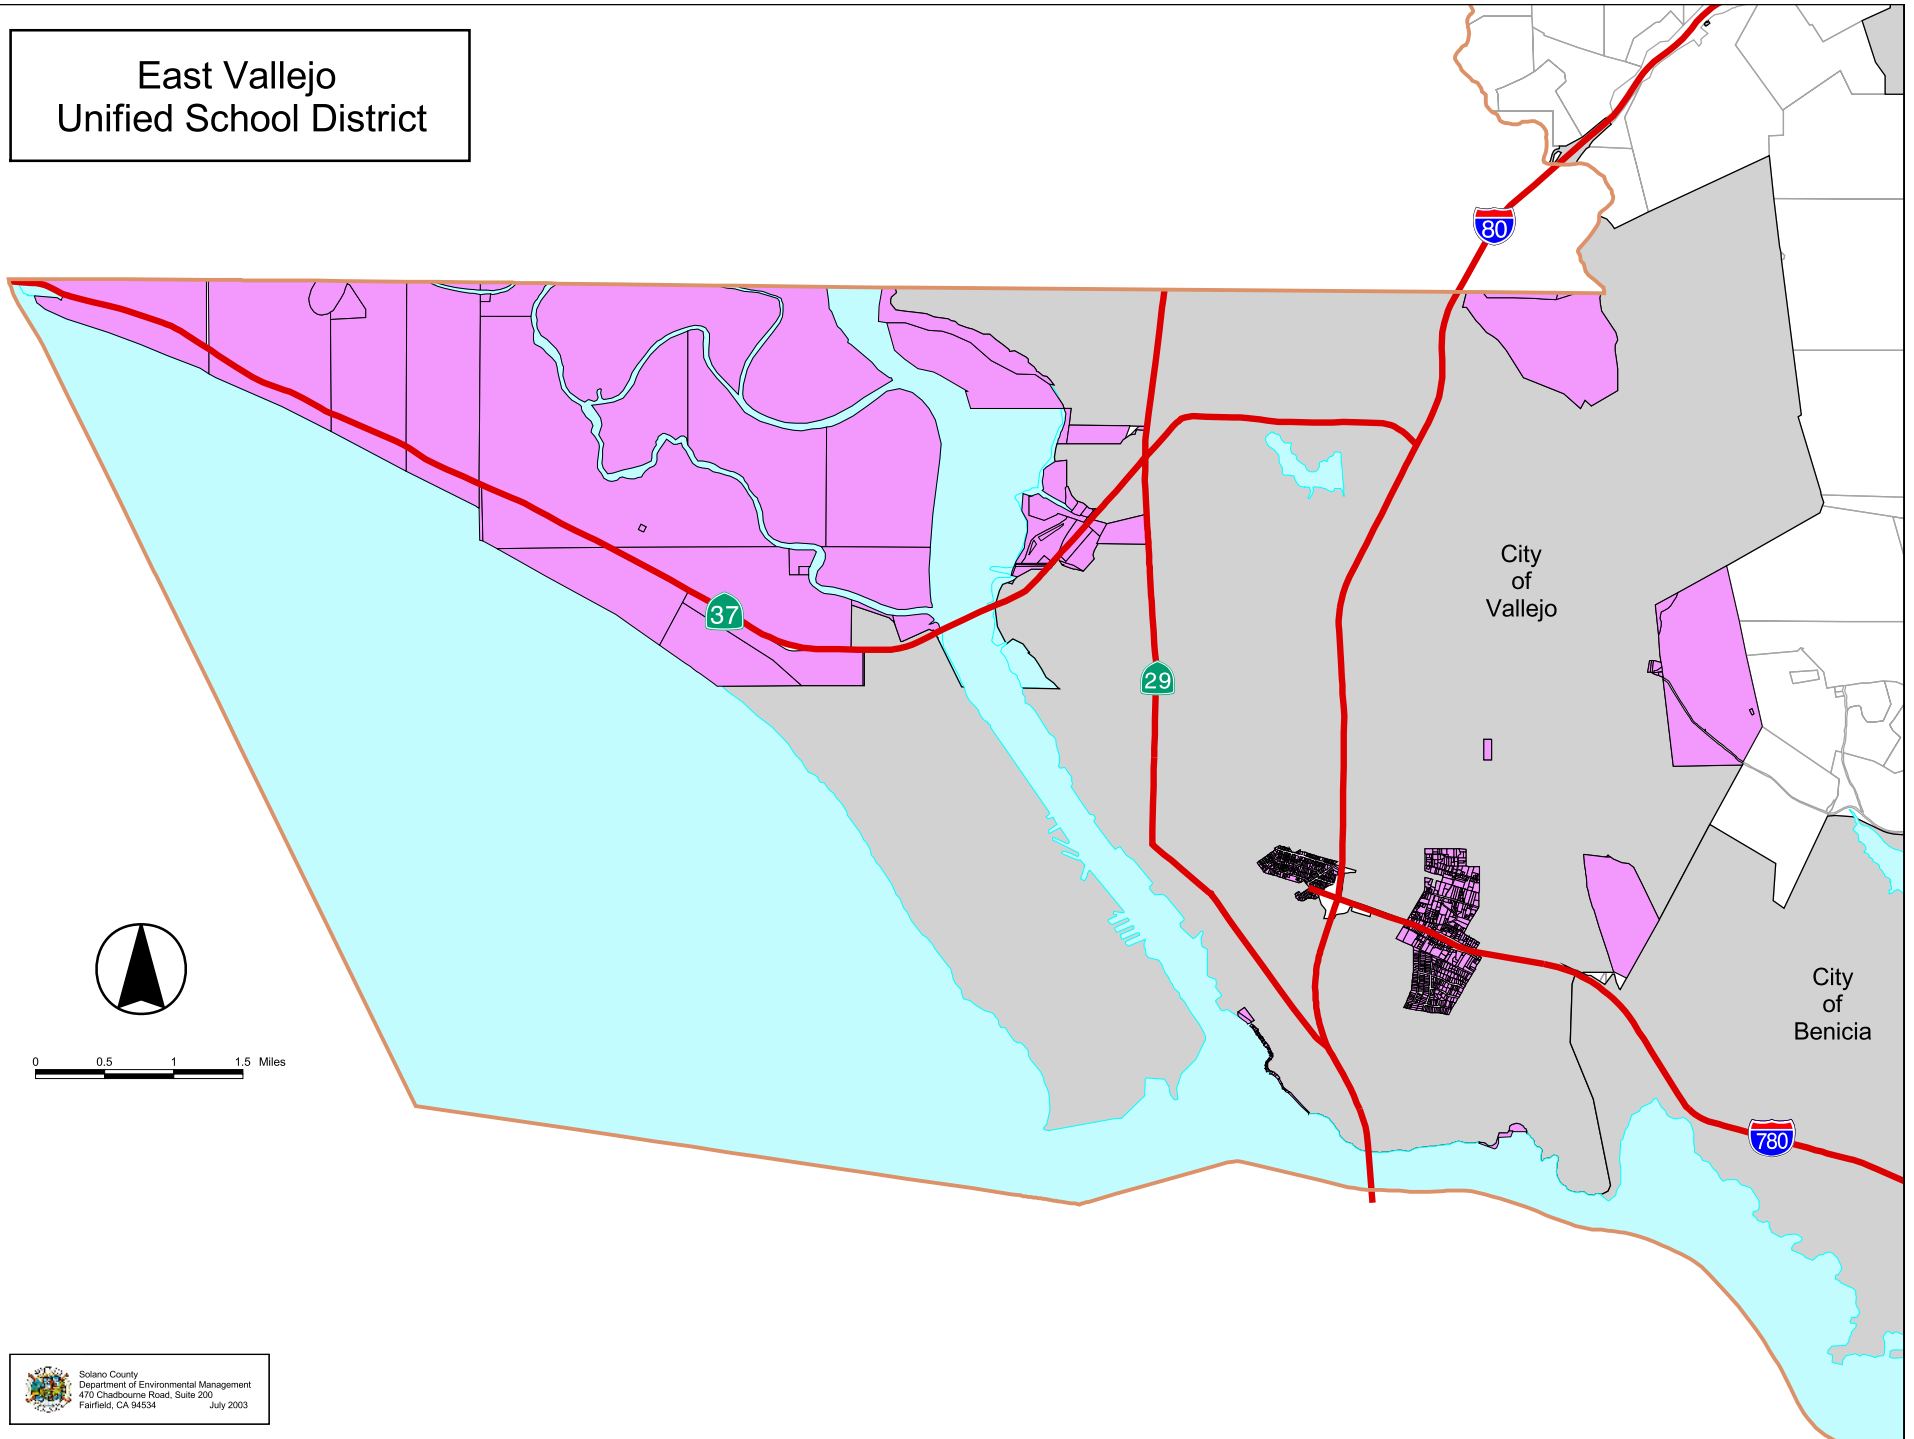 East Vallejo
Unified School District
80
37
29
City
of
Vallejo
City
of
Benicia
780
0 0.5 1 1.5 Miles
Solano County
Department of Environmental Management
470 Chadbourne Road, Suite 200
Fairfield, CA 94534 July 2003